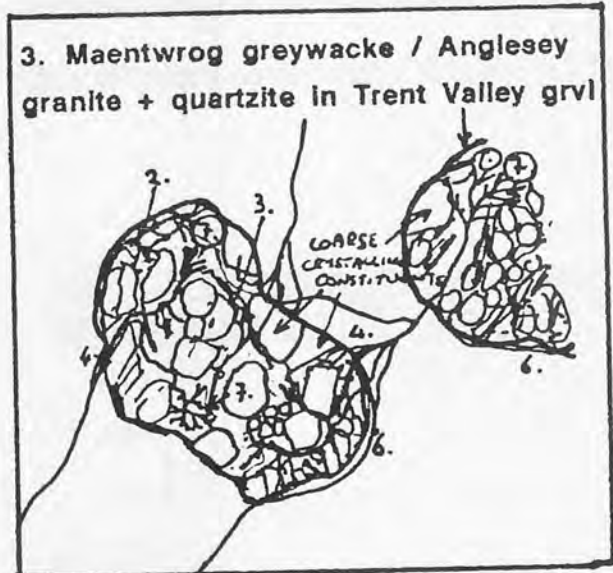 3. Maentwrog greywacke / Anglesey
granite + quartzite in Trent Valley grvl
2.
3.
7.
COARSE
CRYSTALLINE
CONSTITUENTS
4.
4.
7.
6.
6.